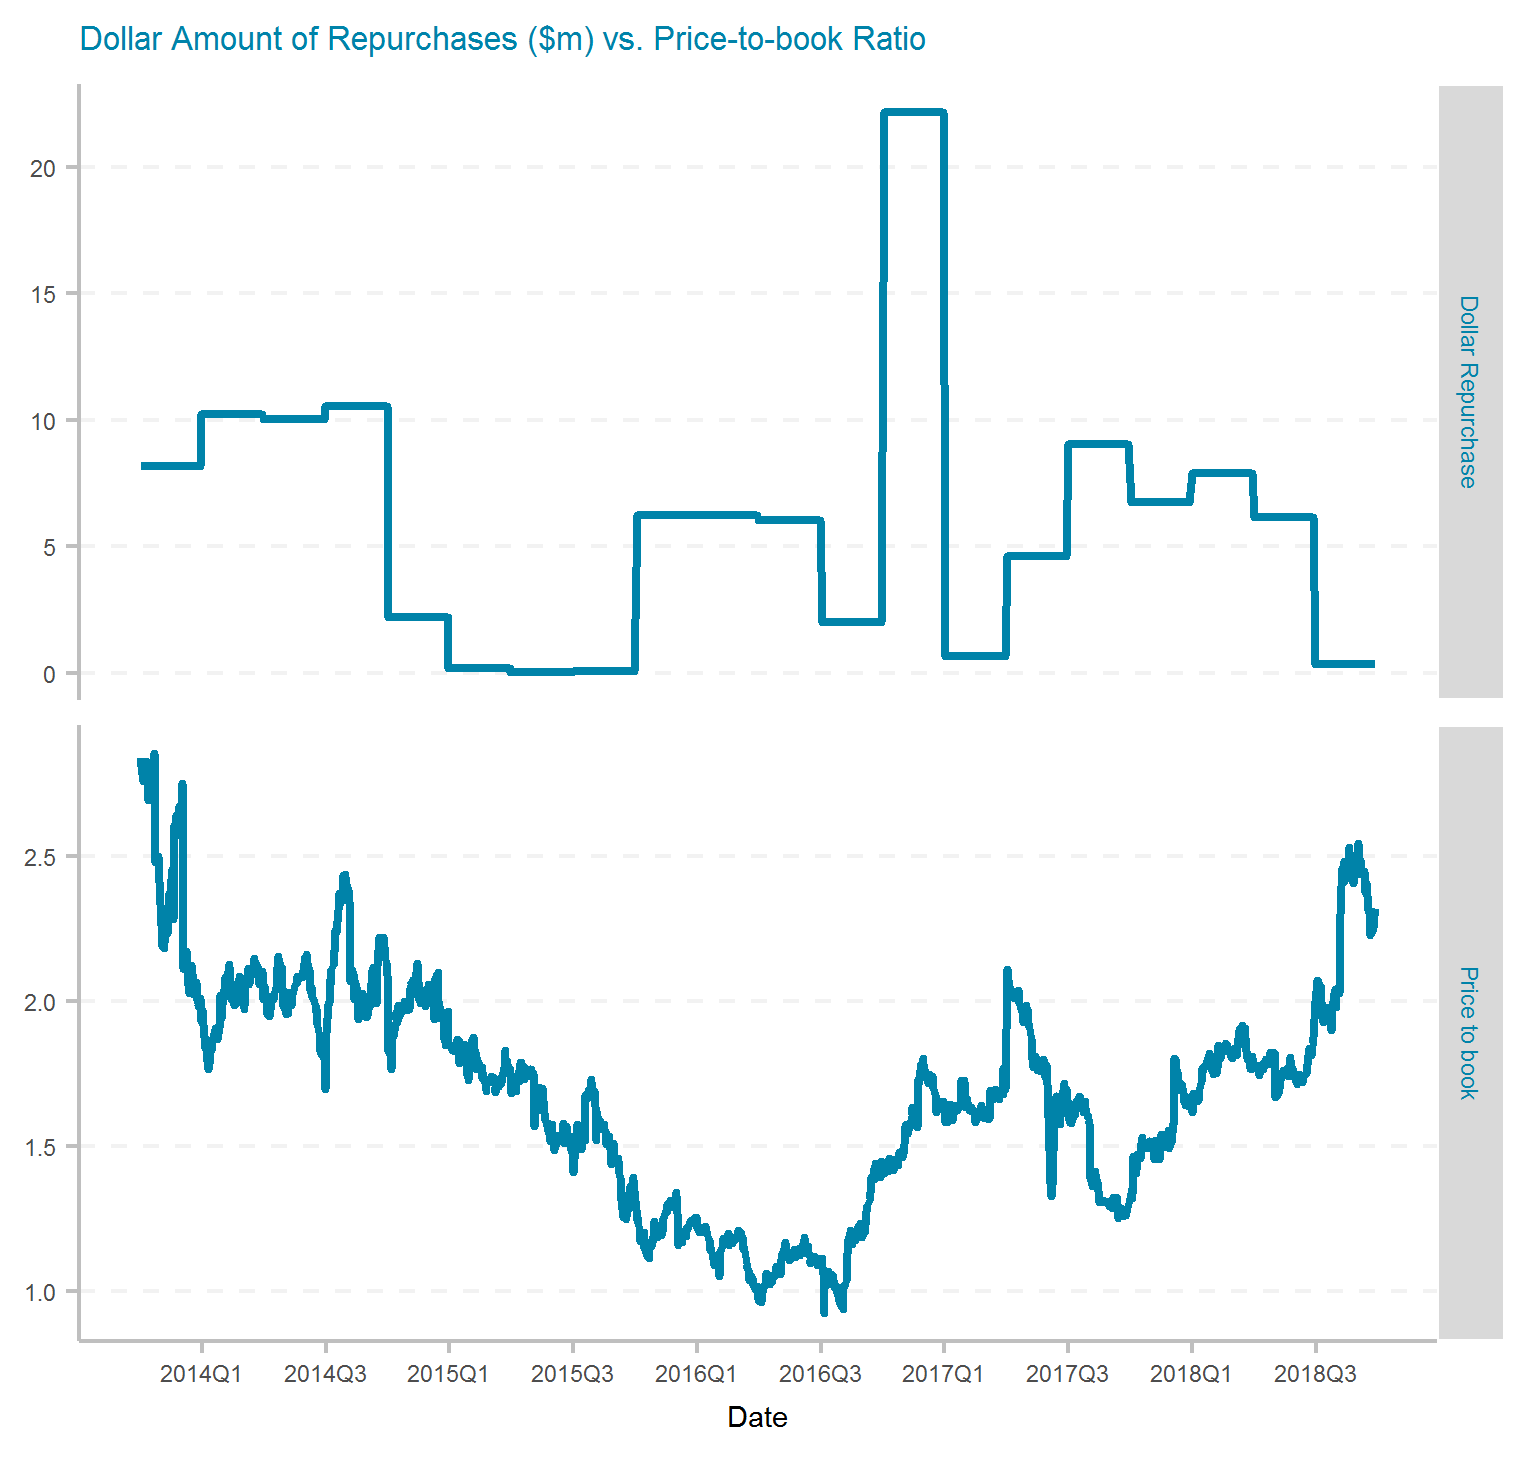 Dollar Amount of Repurchases ($m) vs. Price-to-book Ratio
20
15
10
5
0
Dollar Repurchase
2.5
2.0
1.5
1.0
Price to book
2014Q1 2014Q3 2015Q1 2015Q3 2016Q1 2016Q3 2017Q1 2017Q3 2018Q1 2018Q3
Date